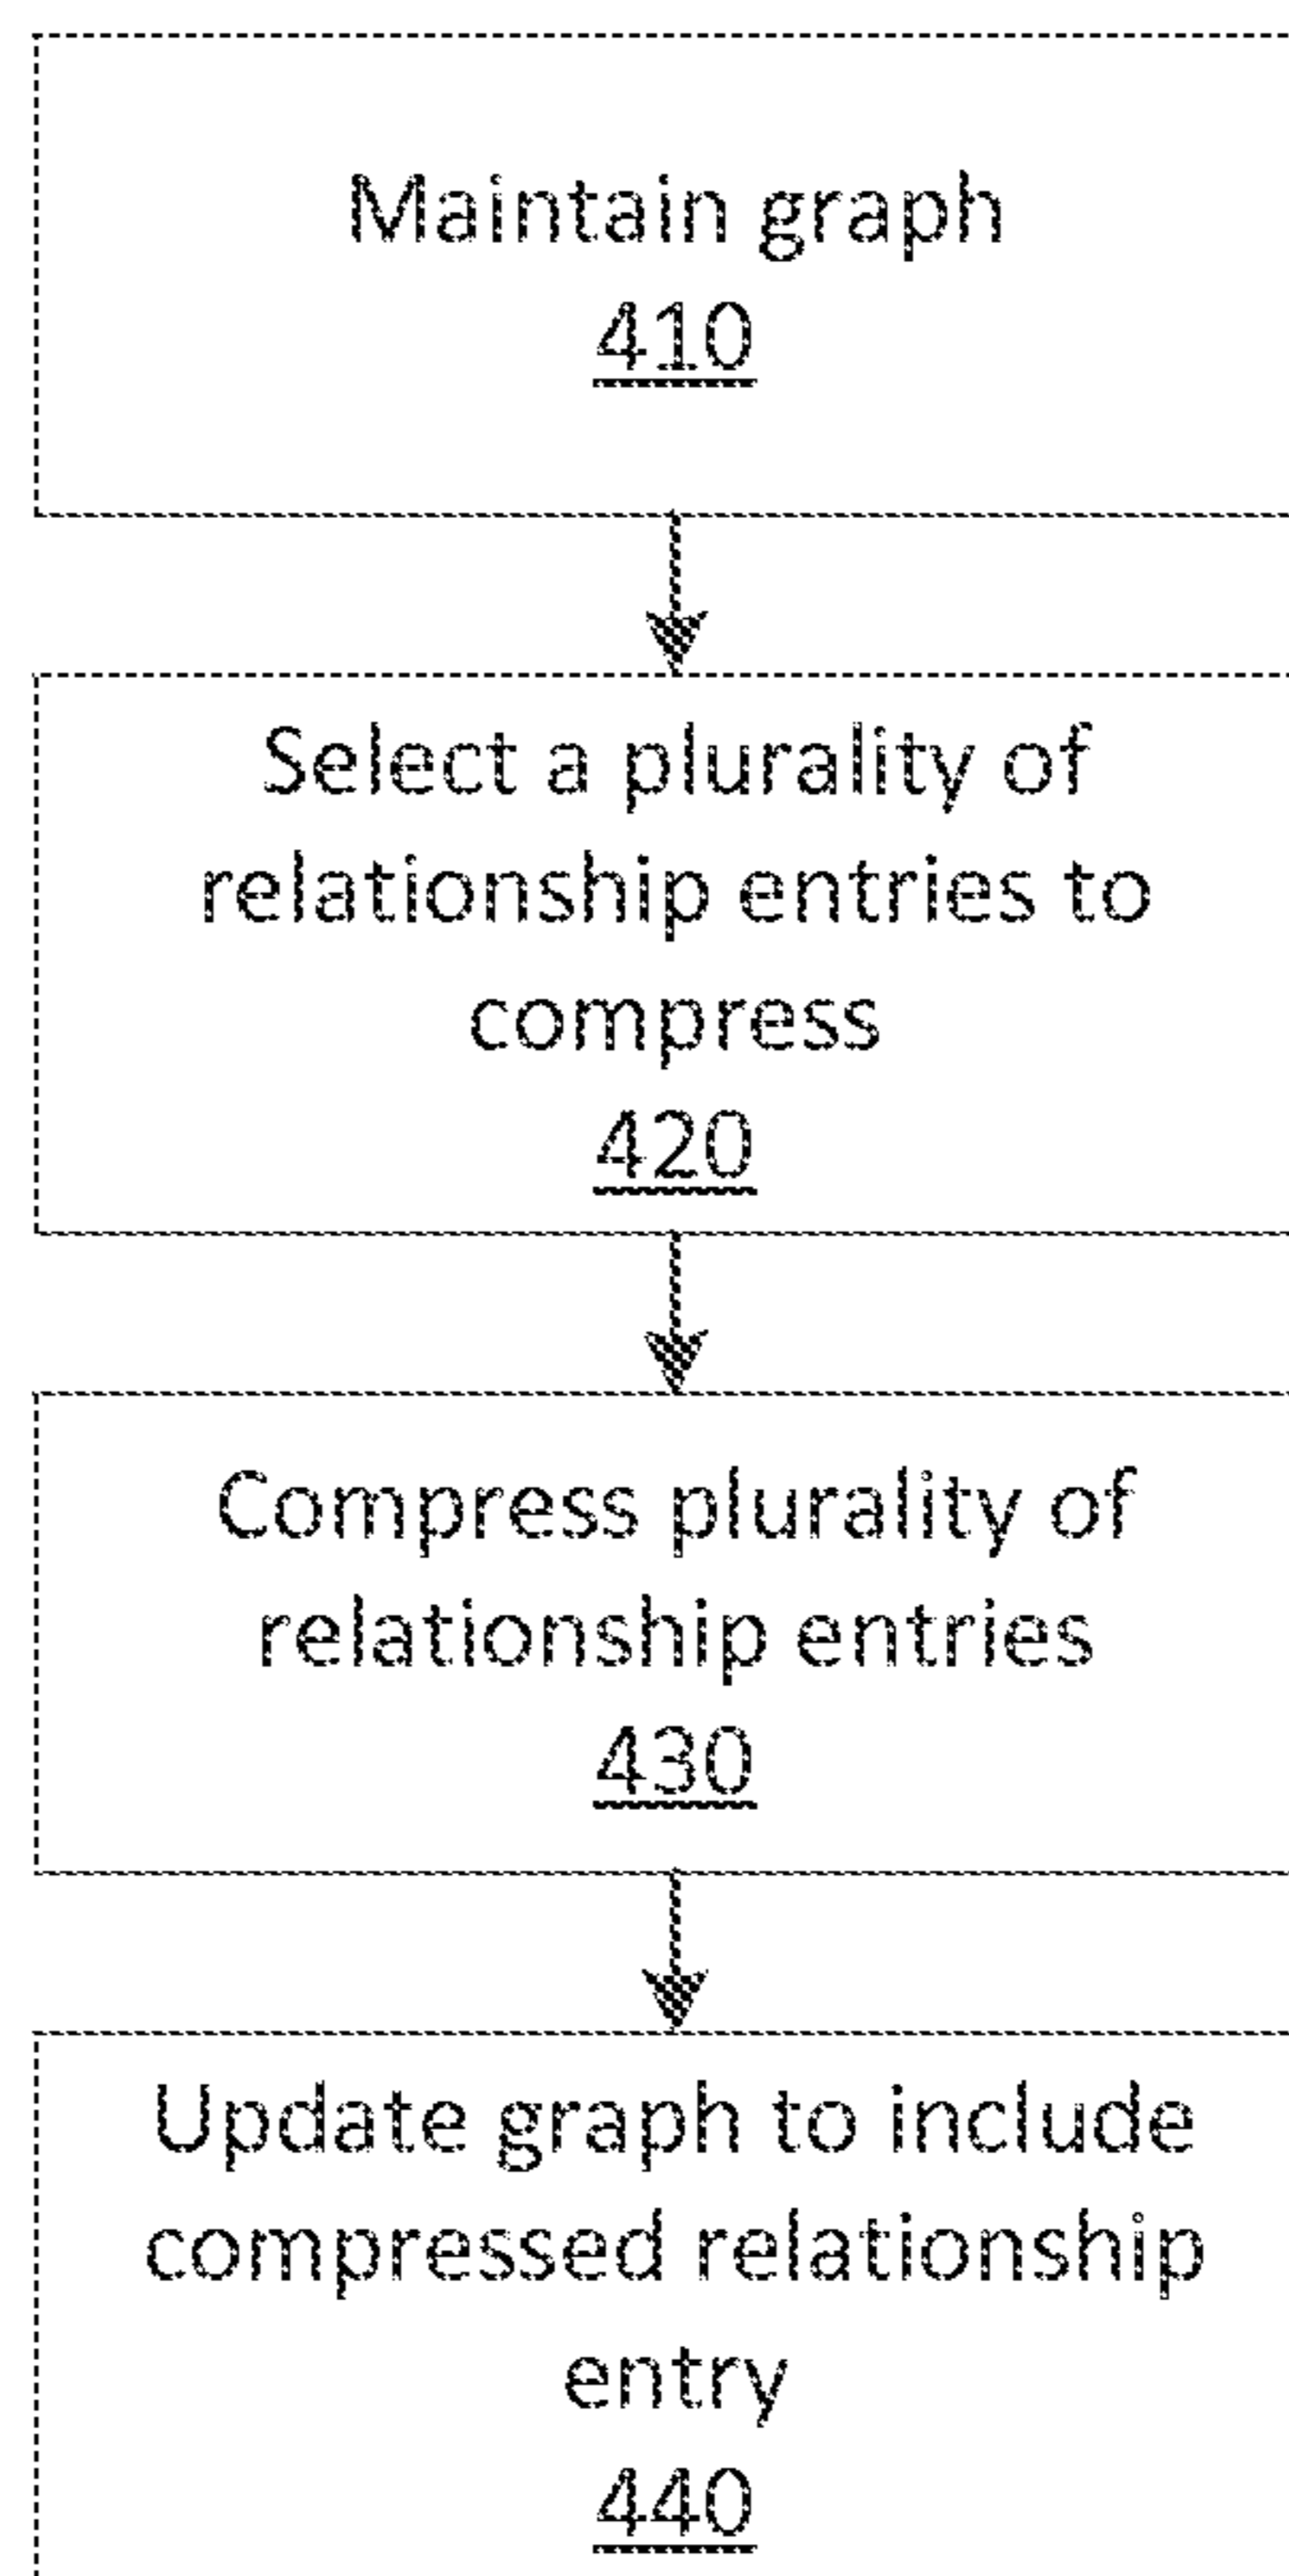 Maintain graph
410
Select a plurality of
relationship entries to
compress
420
Compress plurality of
relationship entries
430
Update graph to include
compressed relationship
entry
440